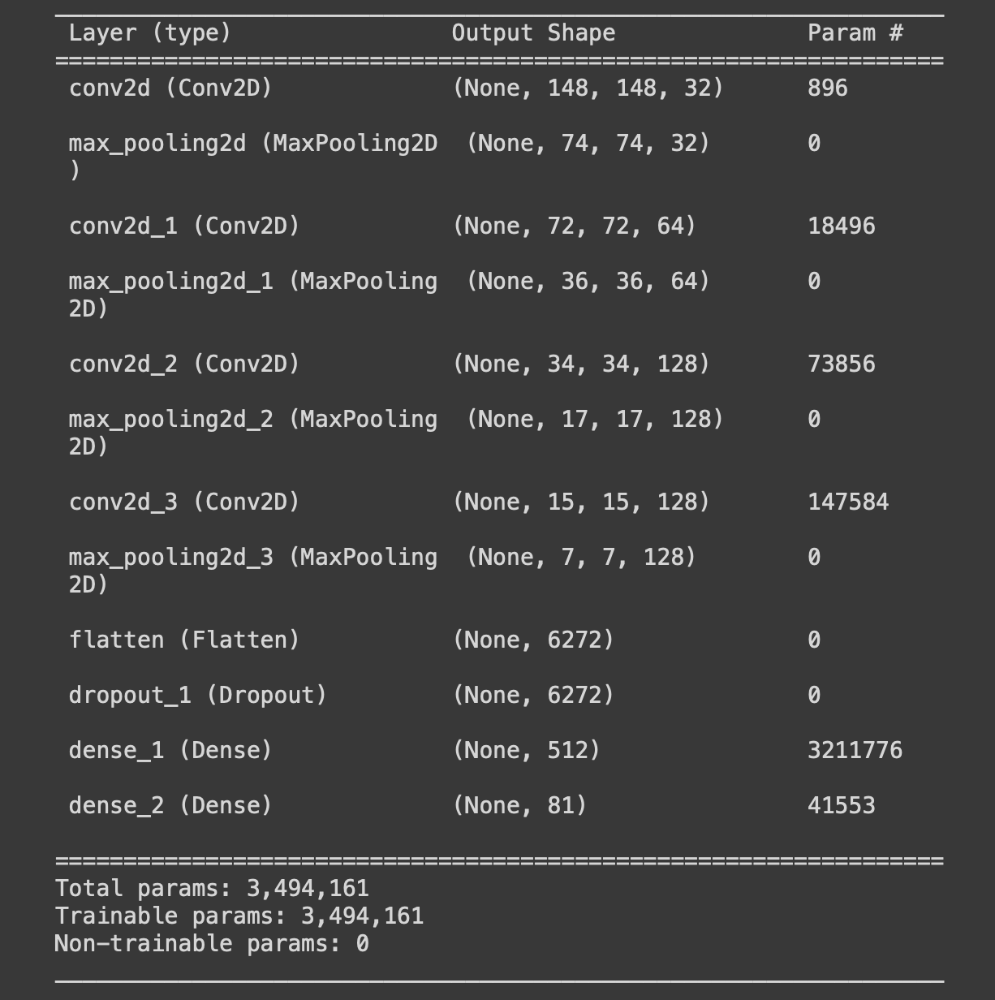 Layer (type) Output Shape Param #
=================================================================
conv2d (Conv2D) (None, 148, 148, 32) 896
max_pooling2d (MaxPooling2D (None, 74, 74, 32) 0
)
conv2d_1 (Conv2D) (None, 72, 72, 64) 18496
max_pooling2d_1 (MaxPooling (None, 36, 36, 64) 0
2D)
conv2d_2 (Conv2D) (None, 34, 34, 128) 73856
max_pooling2d_2 (MaxPooling (None, 17, 17, 128) 0
2D)
conv2d_3 (Conv2D) (None, 15, 15, 128) 147584
max_pooling2d_3 (MaxPooling (None, 7, 7, 128) 0
2D)
flatten (Flatten) (None, 6272) 0
dropout_1 (Dropout) (None, 6272) 0
dense_1 (Dense) (None, 512) 3211776
dense_2 (Dense) (None, 81) 41553
=================================================================
Total params: 3,494,161
Trainable params: 3,494,161
Non-trainable params: 0